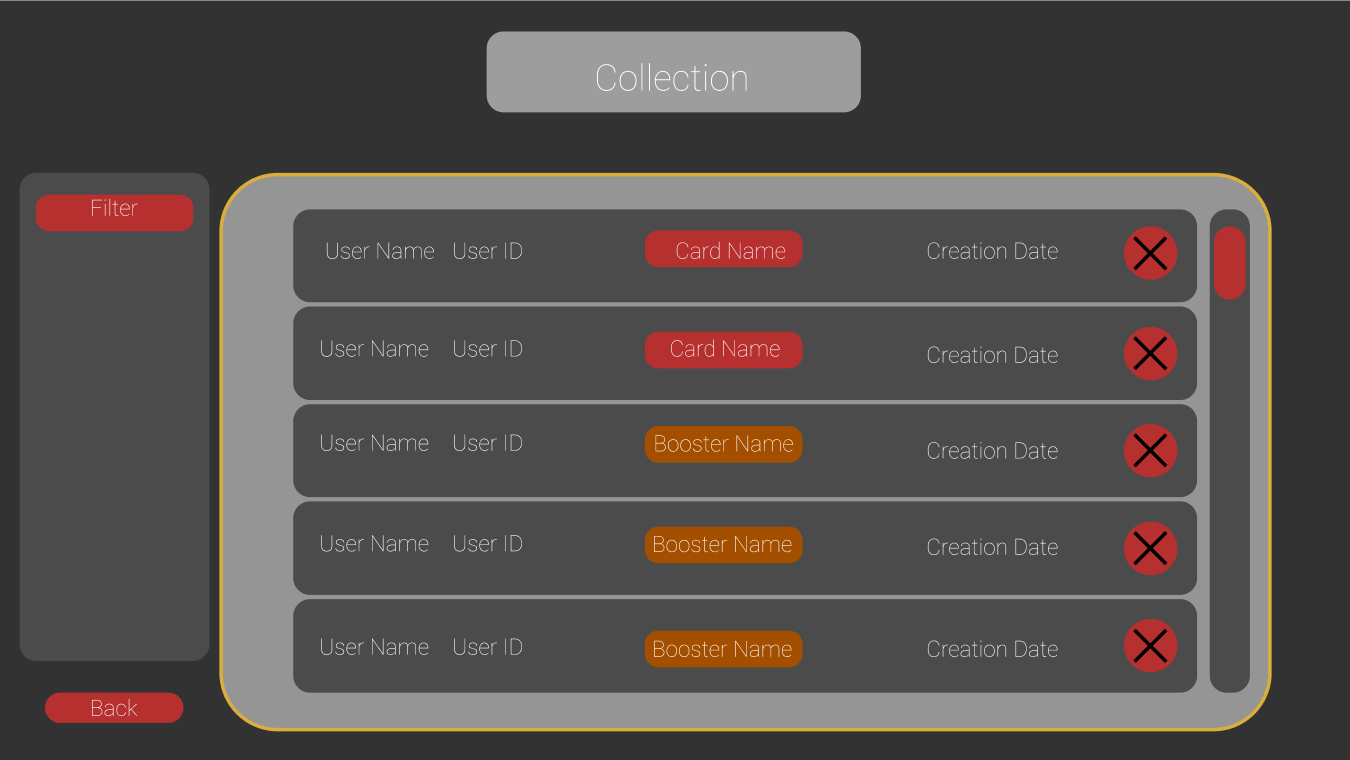 Collection
Filter
User Name User ID Card Name Creation Date
User Name User ID Card Name Creation Date
User Name User ID Booster Name Creation Date
User Name User ID Booster Name Creation Date
User Name User ID Booster Name Creation Date
Back